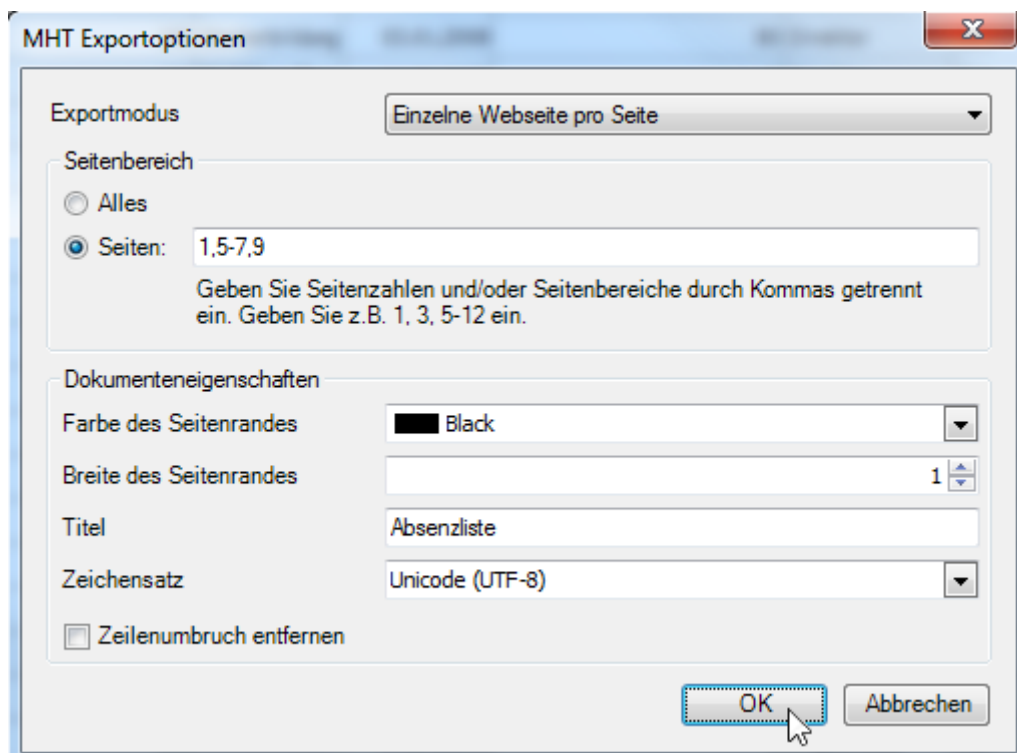 MHT Exportoptionen
Exportmodus
Einzelne Webseite pro Seite
Seitenbereich
Alles
Seiten:
1,5-7,9
Geben Sie Seitenzahlen und/oder Seitenbereiche durch Kommas getrennt
ein. Geben Sie z.B. 1, 3, 5-12 ein.
Dokumenteneigenschaften
Farbe des Seitenrandes
Black
Breite des Seitenrandes
1
Titel
Absenzliste
Zeichensatz
Unicode (UTF-8)
Zeilenumbruch entfernen
OK
Abbrechen